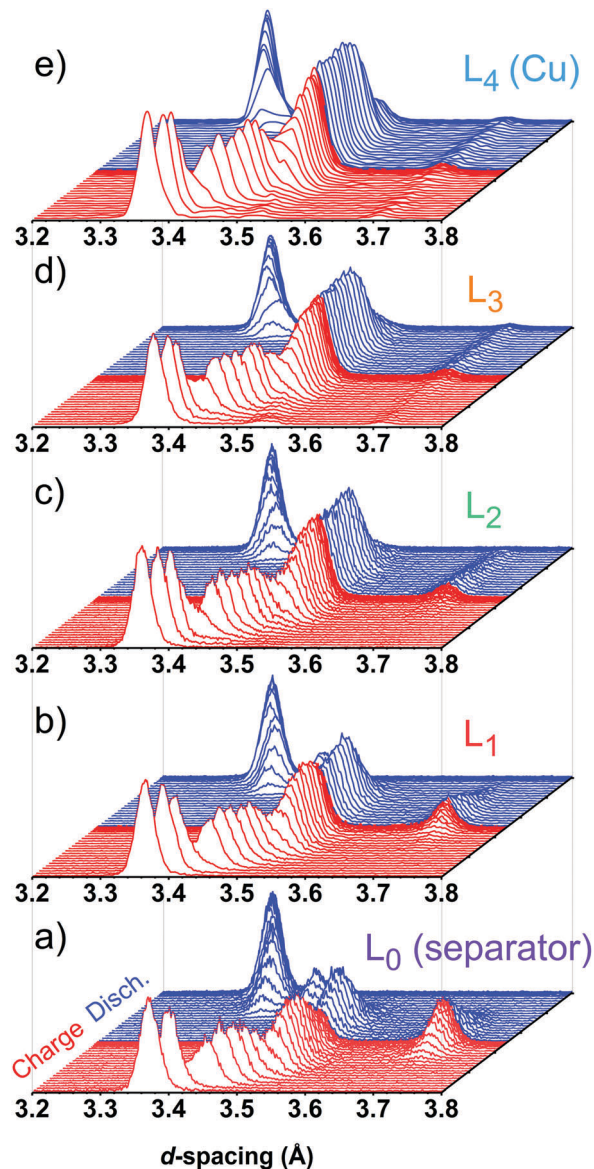 e)
L4 (Cu)
3.2 3.3 3.4 3.5 3.6 3.7 3.8
d)
L3
3.2 3.3 3.4 3.5 3.6 3.7 3.8
c)
L2
3.2 3.3 3.4 3.5 3.6 3.7 3.8
b)
L1
3.2 3.3 3.4 3.5 3.6 3.7 3.8
a)
L0 (separator)
Charge Disch.
3.2 3.3 3.4 3.5 3.6 3.7 3.8
d-spacing (Å)